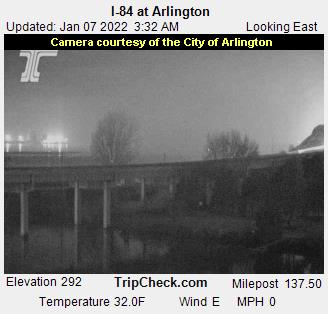 I-84 at Arlington
Updated: Jan 07 2022 3:32 AM Looking East
Camera courtesy of the City of Arlington
Elevation 292 TripCheck.com Milepost 137.50
Temperature 32.0F Wind E MPH 0